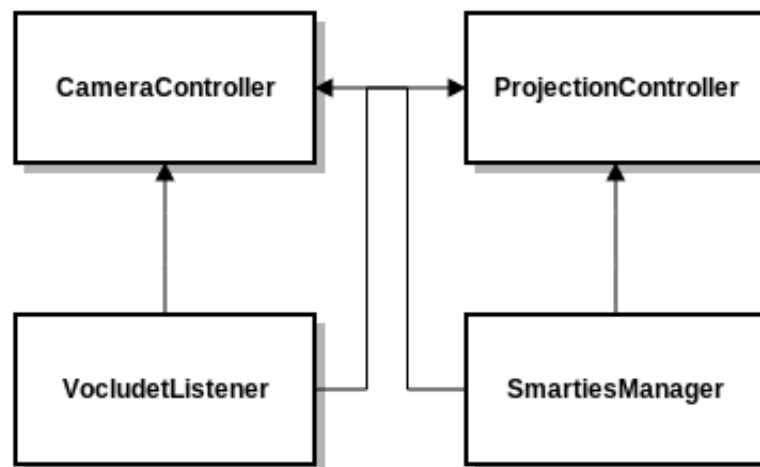 CameraController
ProjectionController
VocludetListener
SmartiesManager